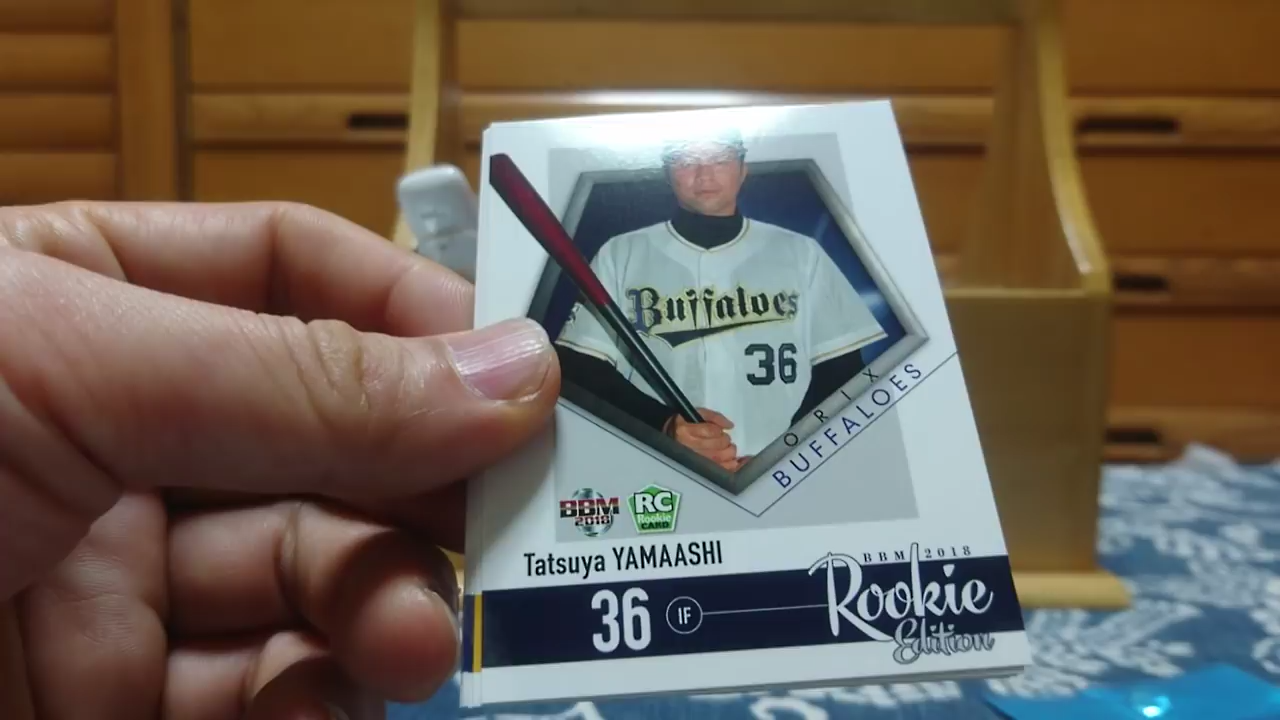 Buffaloes
36
ORIX
BUFFALOES
BBM
2018
RC
Rookie
CARD
Tatsuya YAMAASHI
36 IF
BBM 2018
Rookie
Edition